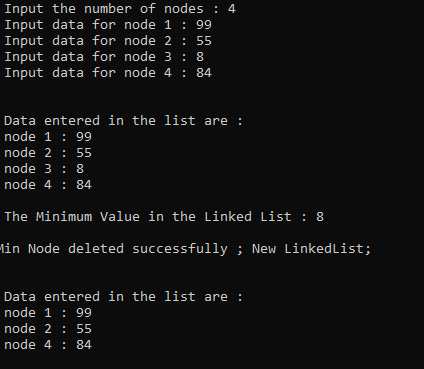 Input the number of nodes : 4
Input data for node 1 : 99
Input data for node 2 : 55
Input data for node 3 : 8
Input data for node 4 : 84
Data entered in the list are :
node 1 : 99
node 2 : 55
node 3 : 8
node 4 : 84
The Minimum Value in the Linked List : 8
Min Node deleted successfully ; New LinkedList;
Data entered in the list are :
node 1 : 99
node 2 : 55
node 4 : 84